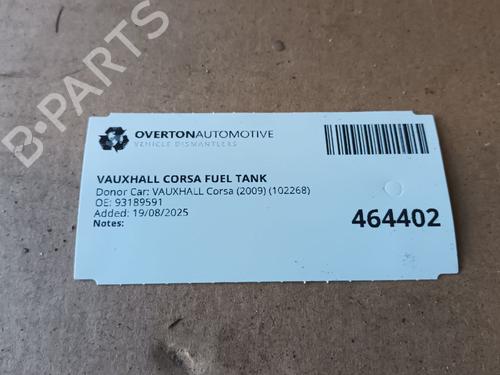 B-PARTS
OVERTONAUTOMOTIVE
VEHICLE DISMANTLERS
VAUXHALL CORSA FUEL TANK
Donor Car: VAUXHALL Corsa (2009) (102268)
OE: 93189591
Added: 19/08/2025
Notes:
464402